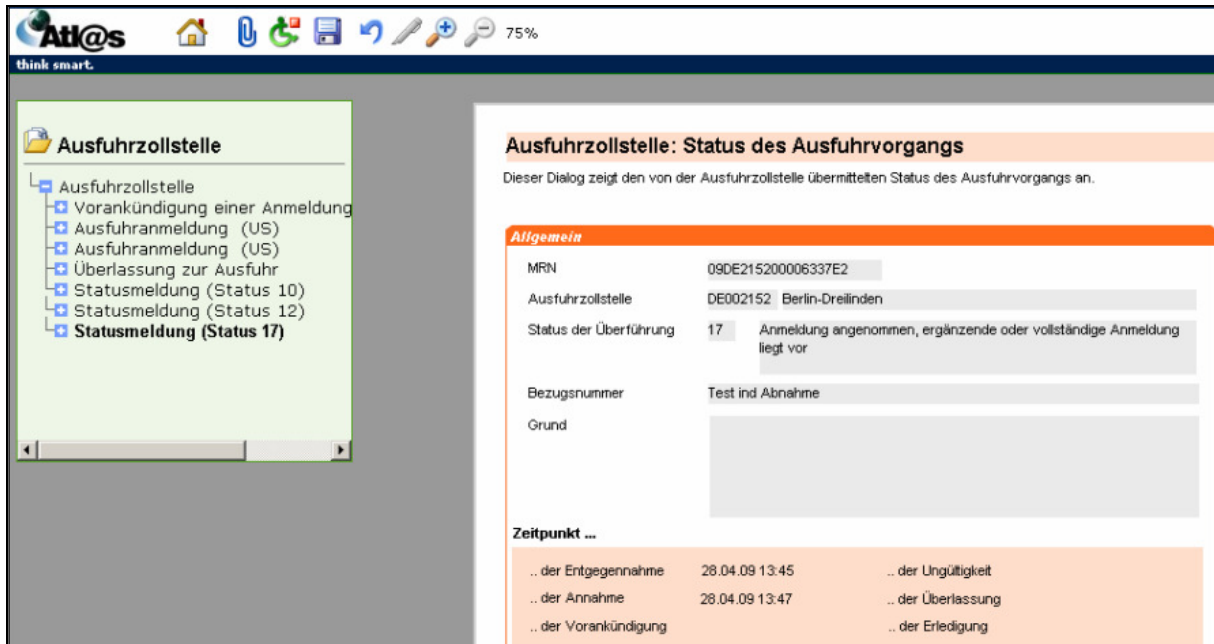 Atl@s
75%
think smart.
Ausfuhrzollstelle
Ausfuhrzollstelle
Vorankündigung einer Anmeldung
Ausfuhranmeldung (US)
Ausfuhranmeldung (US)
Überlassung zur Ausfuhr
Statusmeldung (Status 10)
Statusmeldung (Status 12)
Statusmeldung (Status 17)
Ausfuhrzollstelle: Status des Ausfuhrvorgangs
Dieser Dialog zeigt den von der Ausfuhrzollstelle übermittelten Status des Ausfuhrvorgangs an.
Allgemein
MRN 09DE215200006337E2
Ausfuhrzollstelle DE002152 Berlin-Dreilinden
Status der Überführung 17 Anmeldung angenommen, ergänzende oder vollständige Anmeldung
liegt vor
Bezugsnummer Test ind Abnahme
Grund
Zeitpunkt ...
.. der Entgegennahme 28.04.09 13:45 .. der Ungültigkeit
.. der Annahme 28.04.09 13:47 .. der Überlassung
.. der Vorankündigung .. der Erledigung